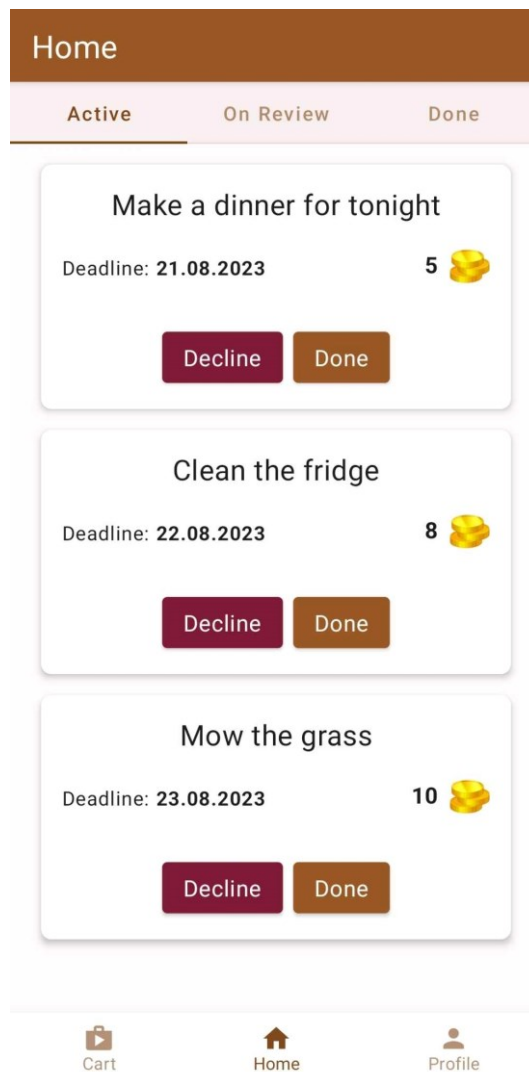 Home
Active On Review Done
Make a dinner for tonight
Deadline: 21.08.2023 5
Decline Done
Clean the fridge
Deadline: 22.08.2023 8
Decline Done
Mow the grass
Deadline: 23.08.2023 10
Decline Done
Cart Home Profile